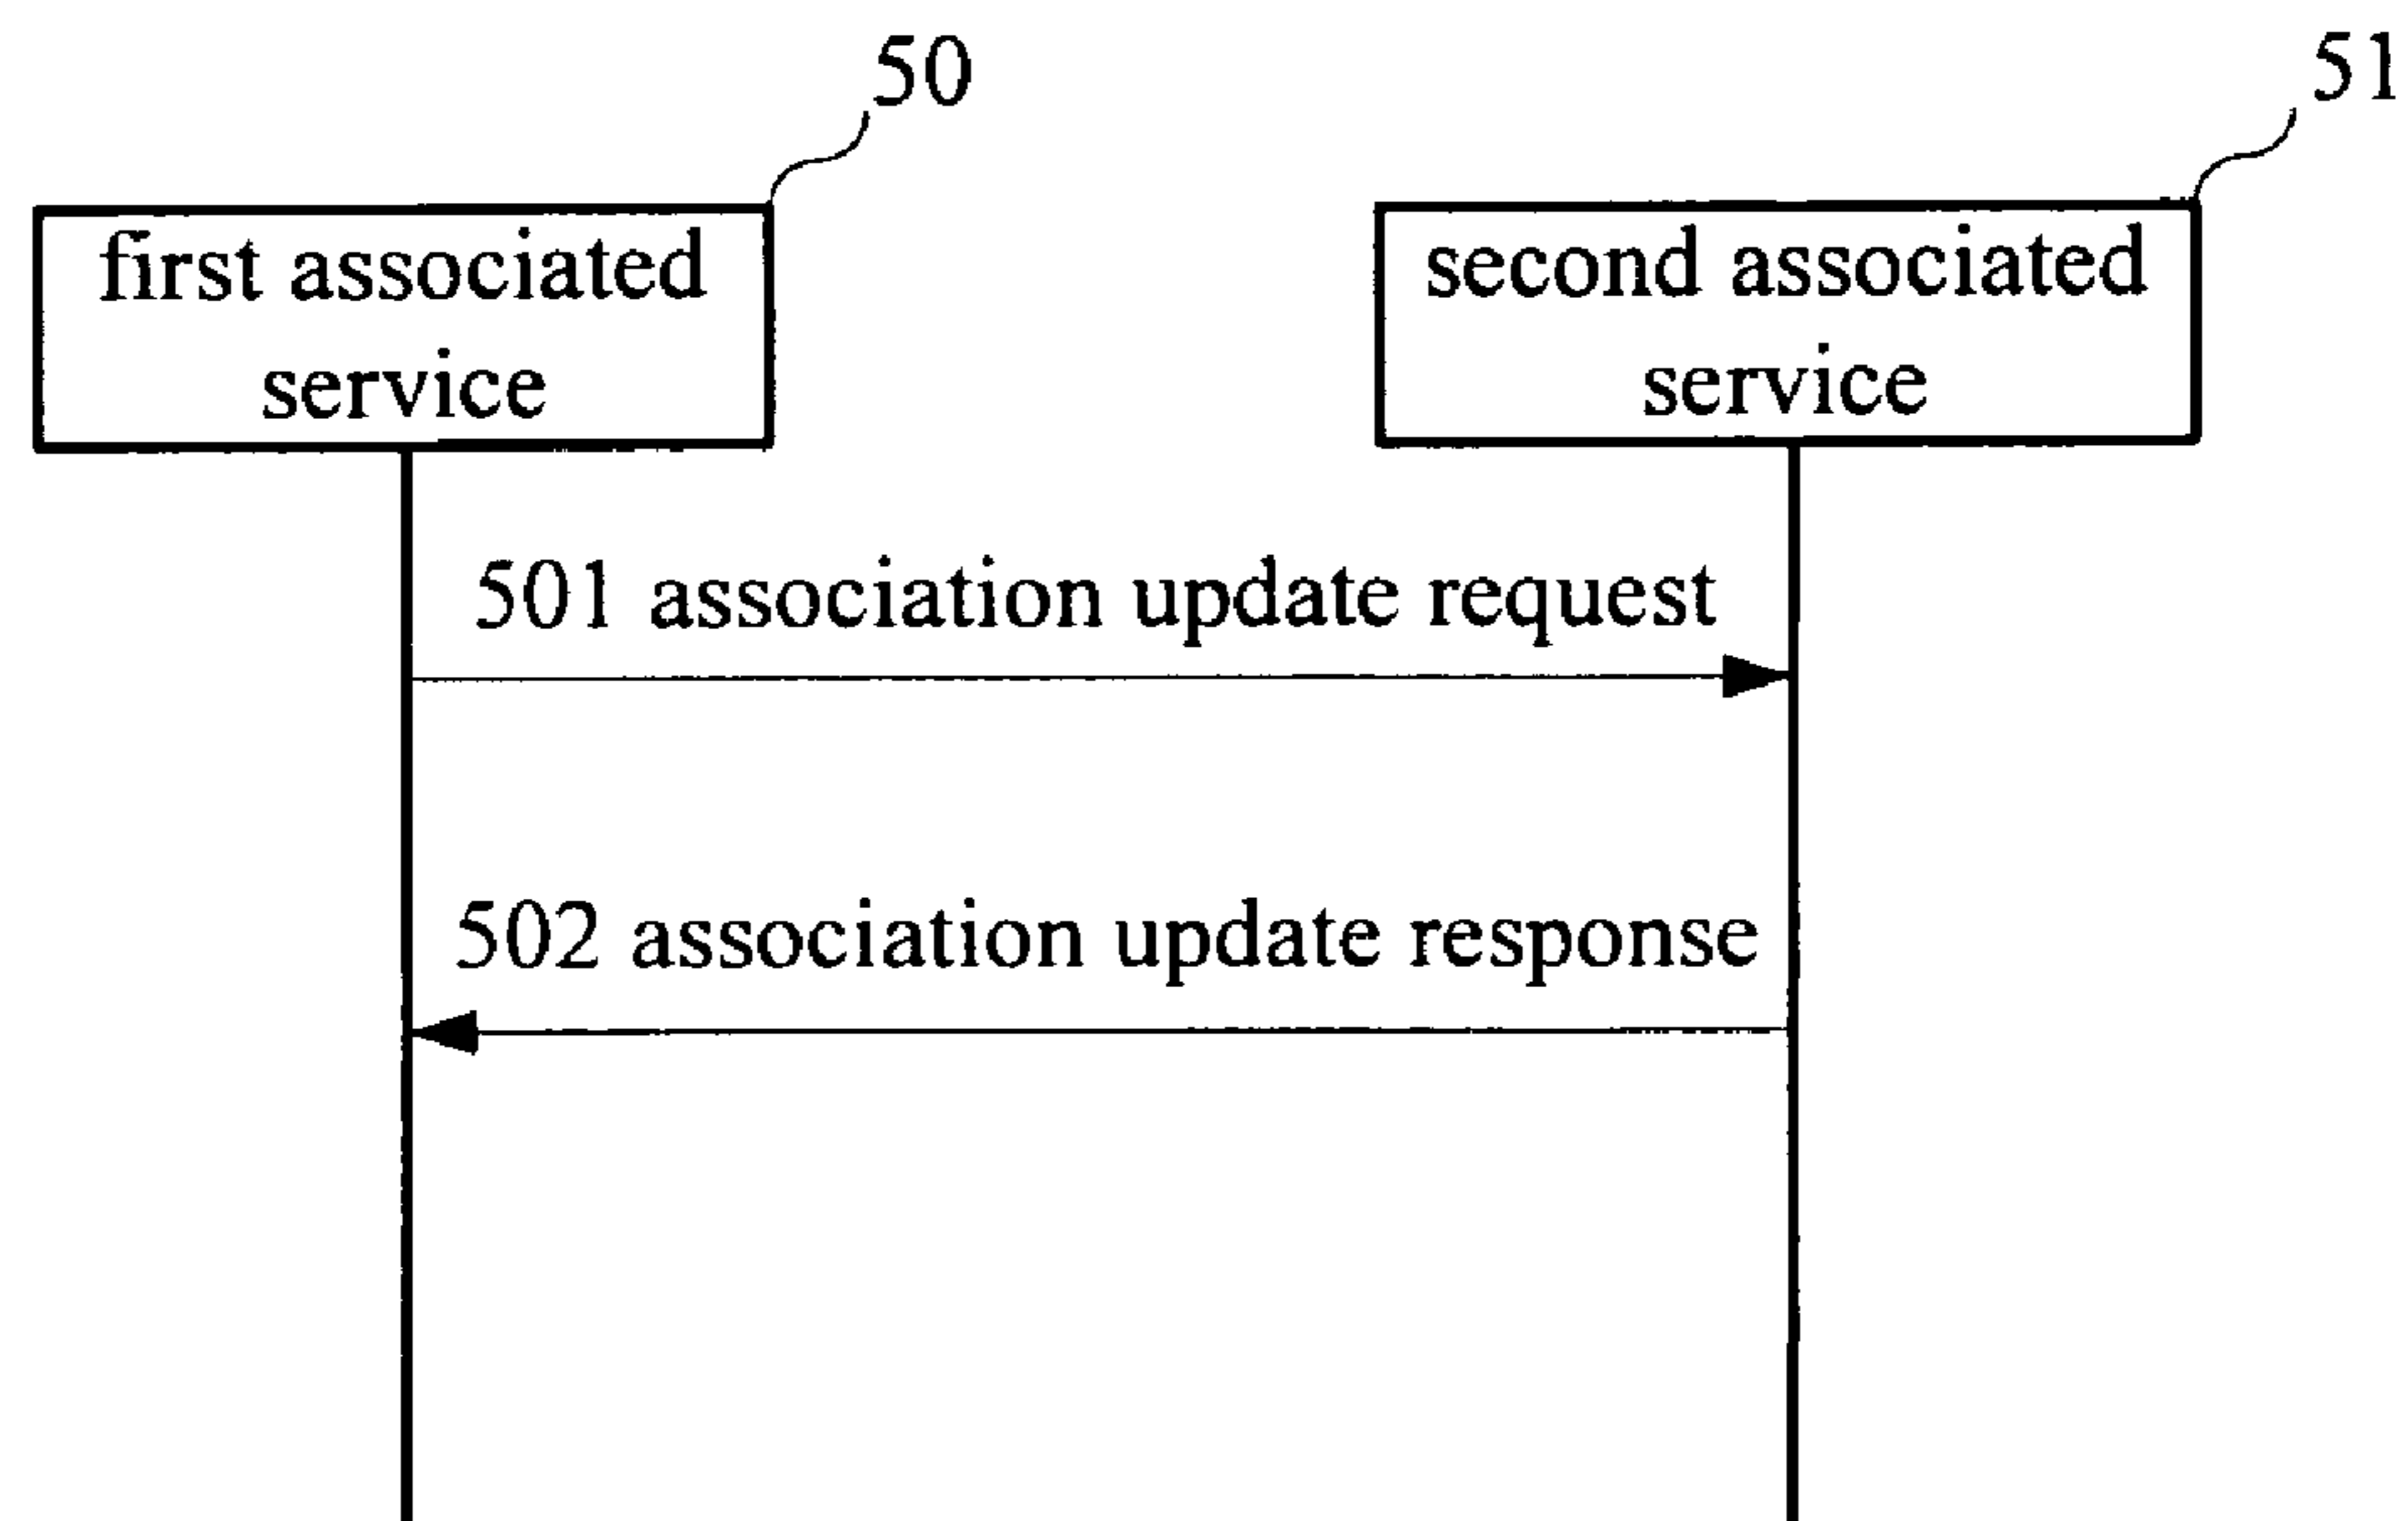 50
51
first associated
service
second associated
service
501 association update request
502 association update response